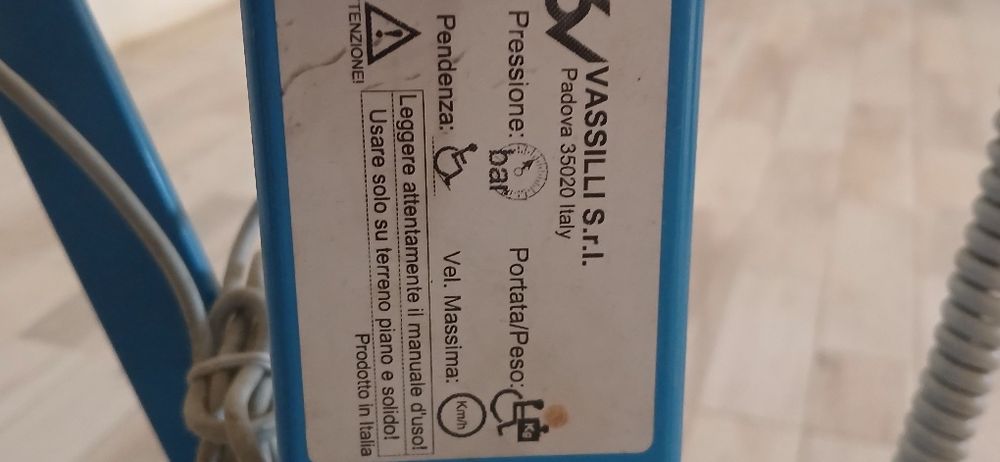 VASSILLI S.r.l.
Padova 35020 Italy
Pressione: bar Portata/Peso: Kg
Pendenza: Vel. Massima: Km/h
Leggere attentamente il manuale d'uso!
Usare solo su terreno piano e solido!
TENZIONE! Prodotto in Italia